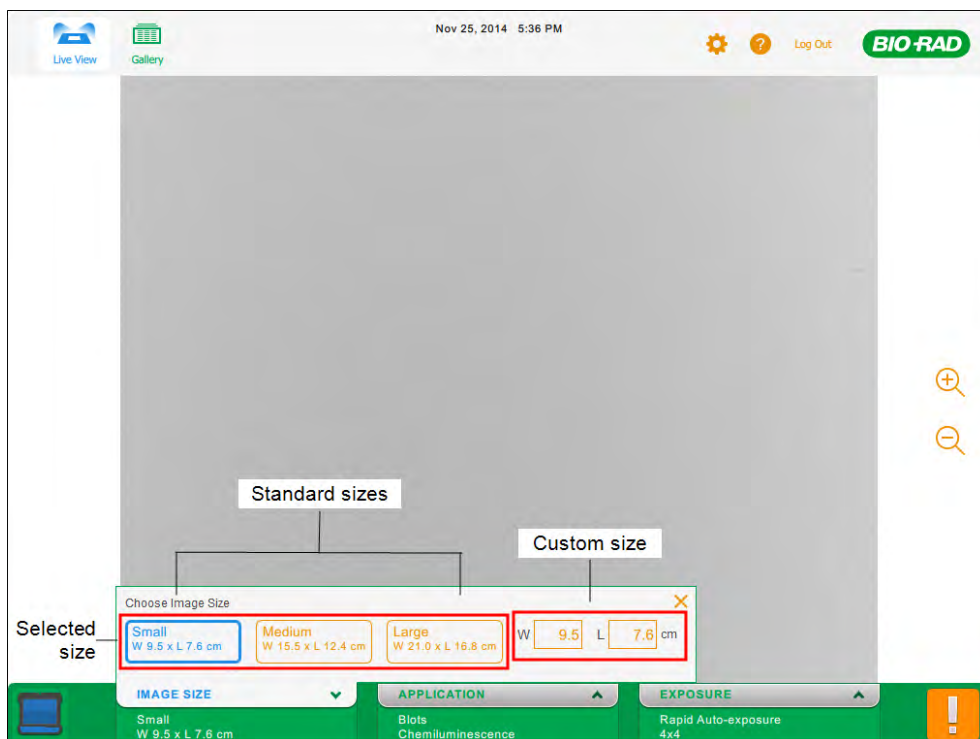 Nov 25, 2014 5:36 PM
Live View
Gallery
Log Out
BIO-RAD
Standard sizes
Custom size
Choose Image Size
Selected size
Small
W 9.5 x L 7.6 cm
Medium
W 15.5 x L 12.4 cm
Large
W 21.0 x L 16.8 cm
W 9.5 L 7.6 cm
IMAGE SIZE
Small
W 9.5 x L 7.6 cm
APPLICATION
Blots
Chemiluminescence
EXPOSURE
Rapid Auto-exposure
4x4